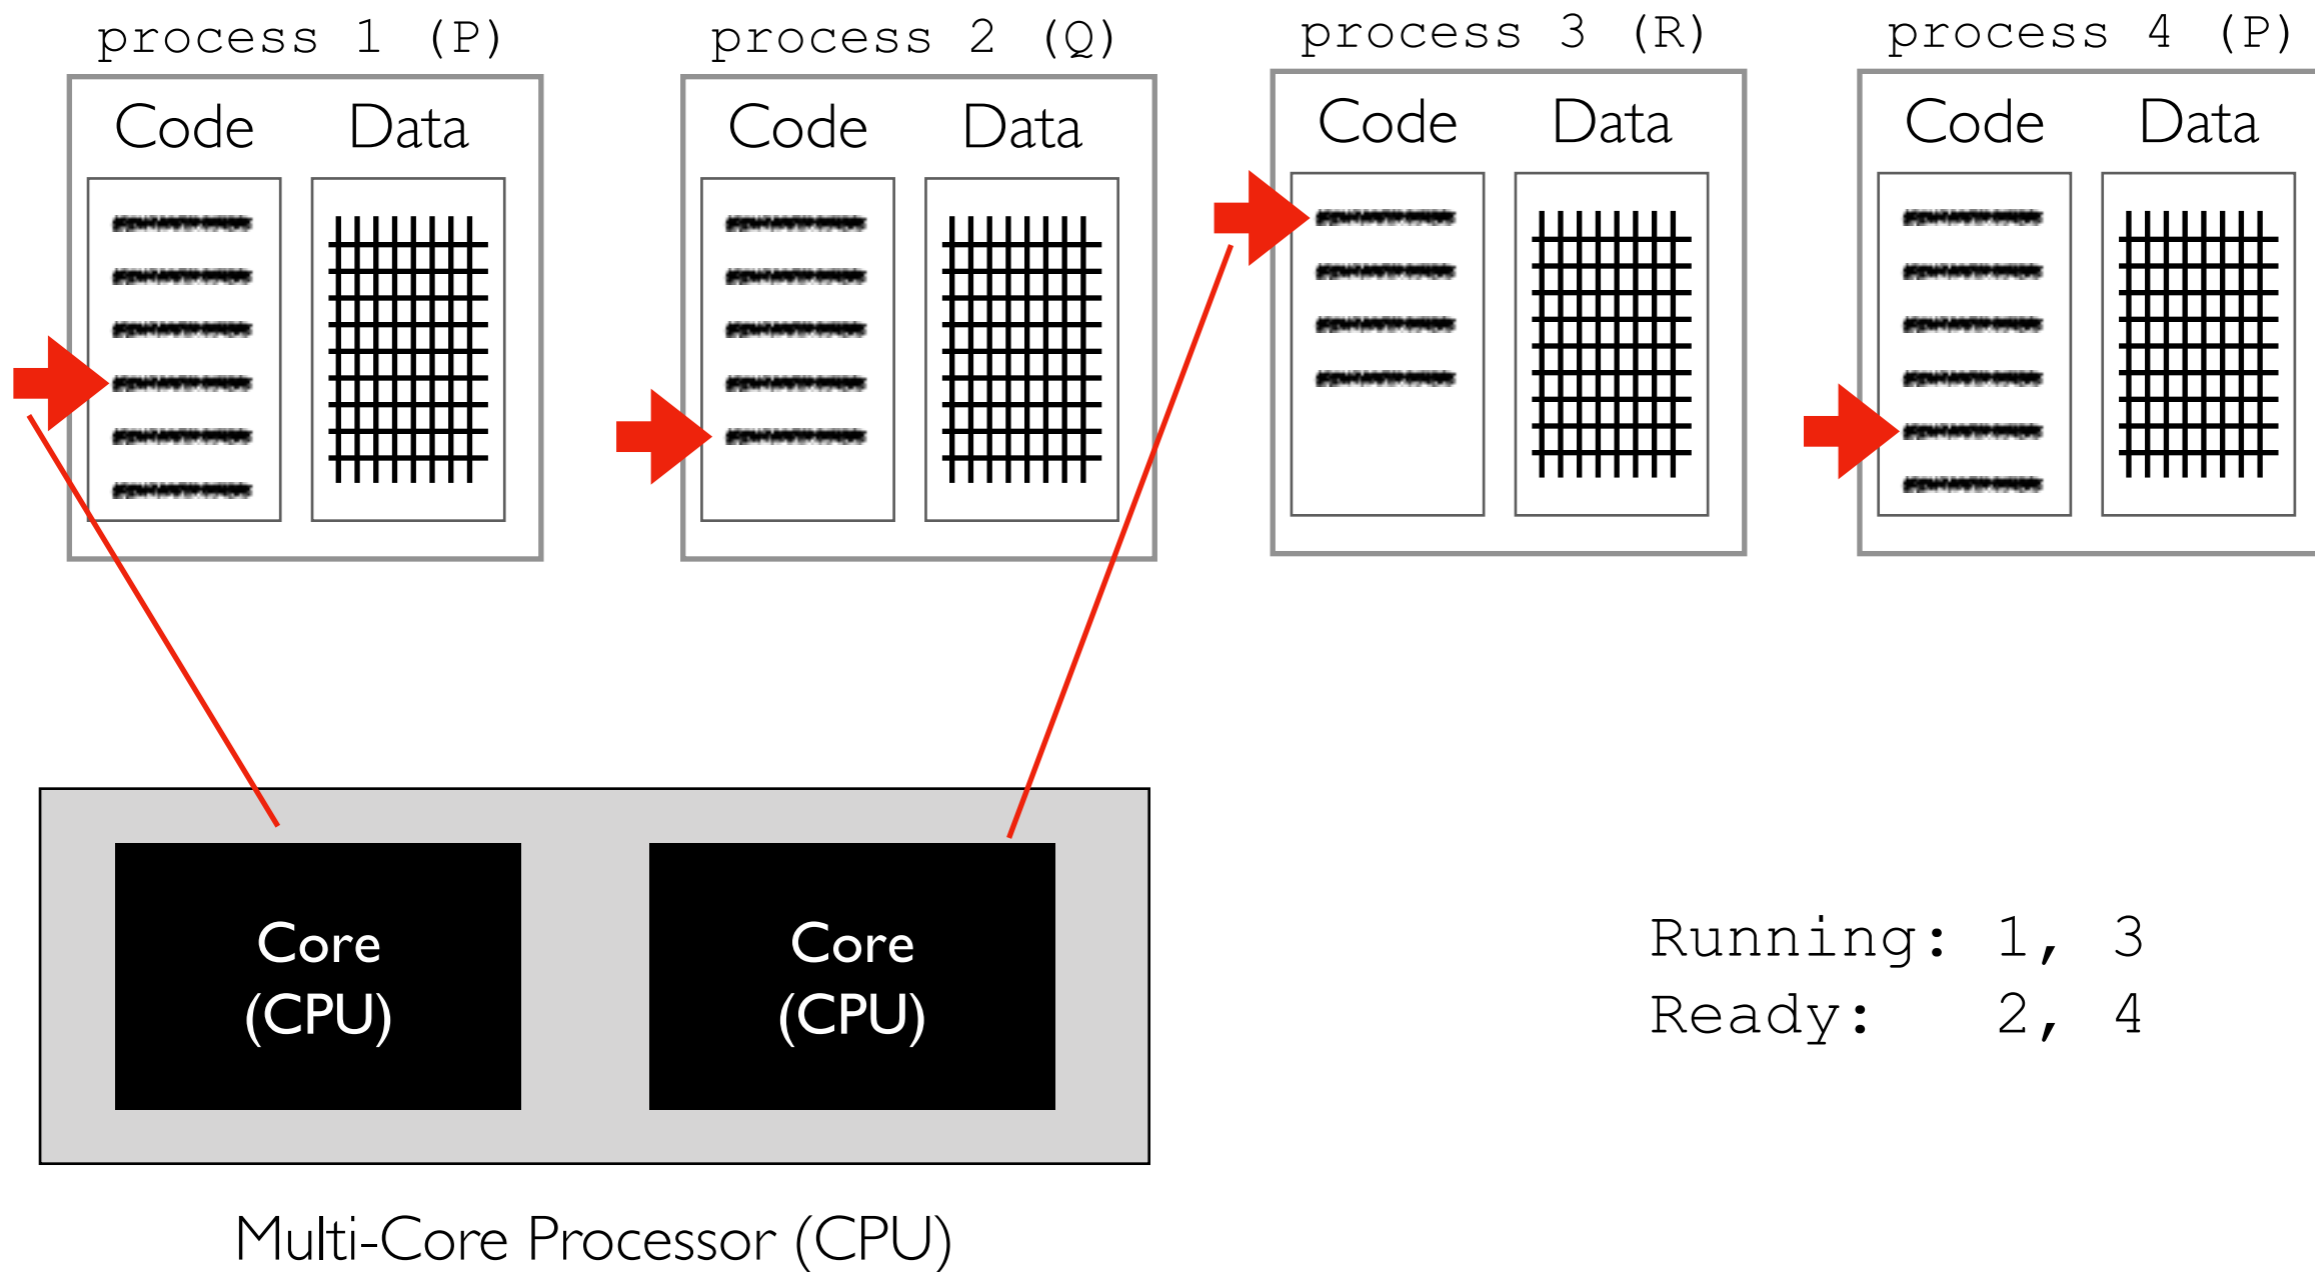 process 1 (P)
process 2 (Q)
process 3 (R)
process 4 (P)
Code Data
Code Data
Code Data
Code Data
Core
(CPU)
Core
(CPU)
Running: 1, 3
Ready: 2, 4
Multi-Core Processor (CPU)